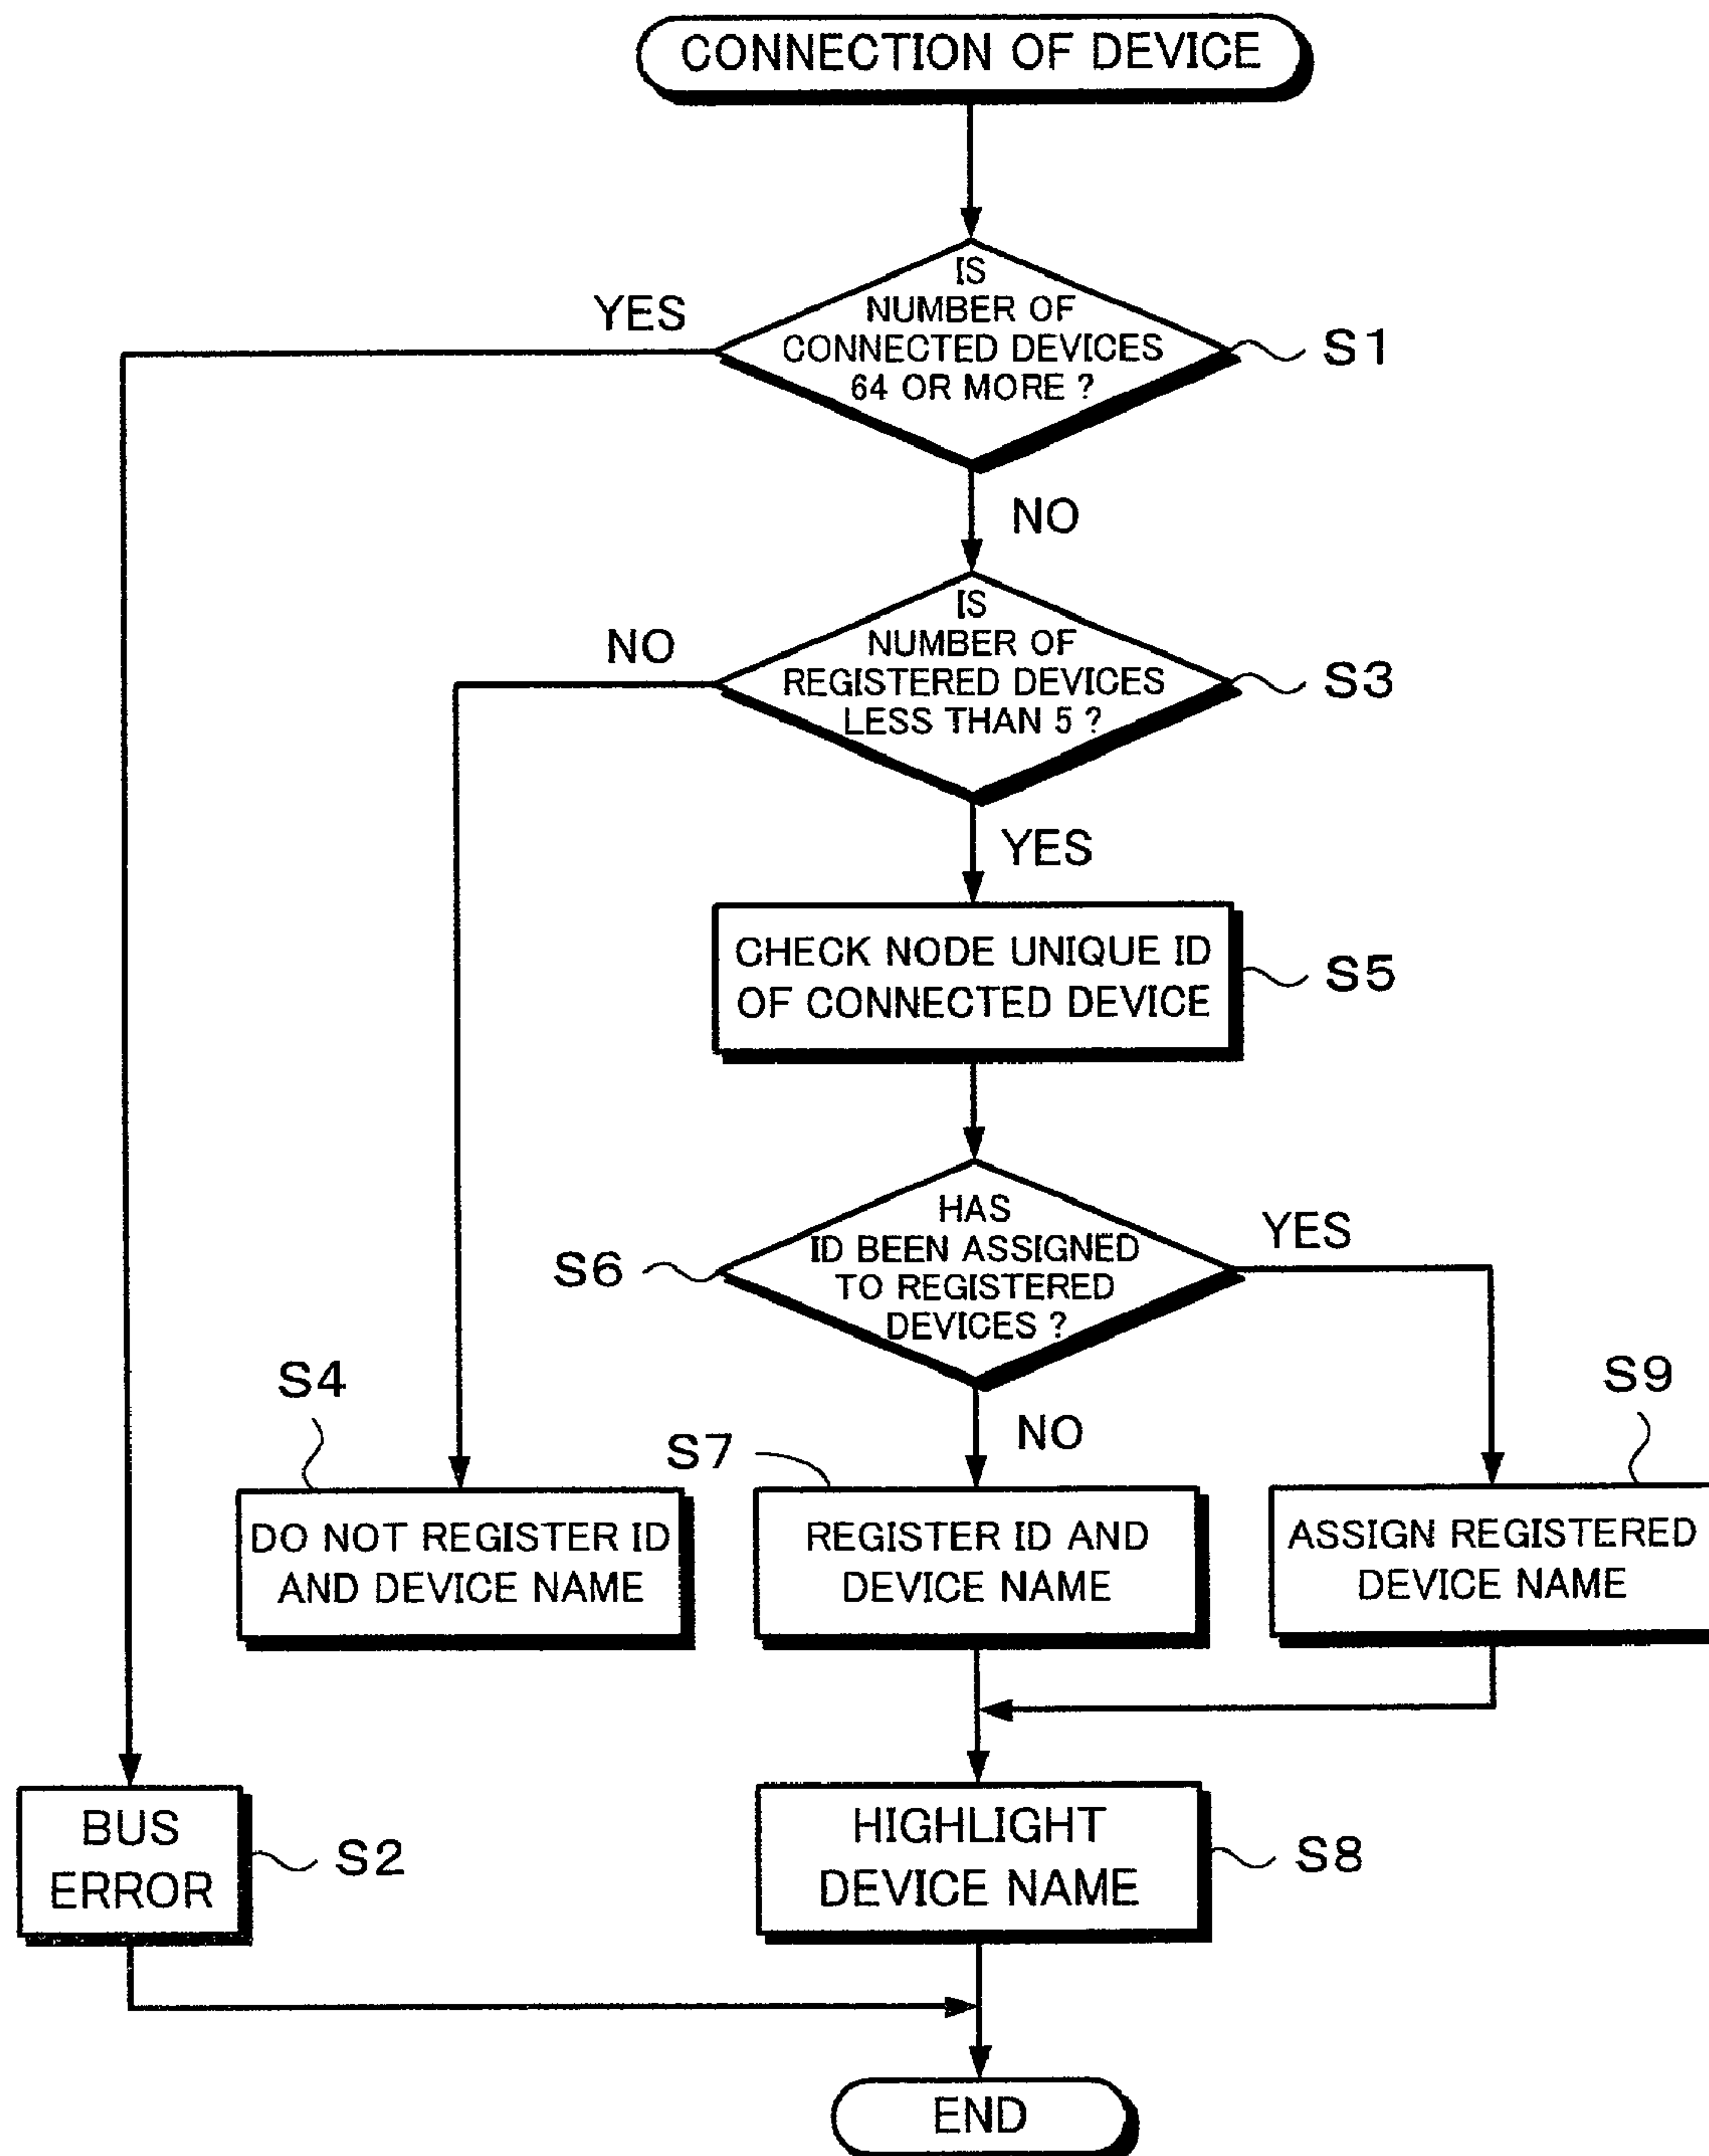 CONNECTION OF DEVICE
IS
NUMBER OF
CONNECTED DEVICES
64 OR MORE ?
YES
S1
NO
IS
NUMBER OF
REGISTERED DEVICES
LESS THAN 5 ?
NO
S3
YES
CHECK NODE UNIQUE ID
OF CONNECTED DEVICE
S5
HAS
ID BEEN ASSIGNED
TO REGISTERED
DEVICES ?
S6
YES
NO
S4
DO NOT REGISTER ID
AND DEVICE NAME
S7
REGISTER ID AND
DEVICE NAME
S9
ASSIGN REGISTERED
DEVICE NAME
BUS
ERROR
S2
HIGHLIGHT
DEVICE NAME
S8
END